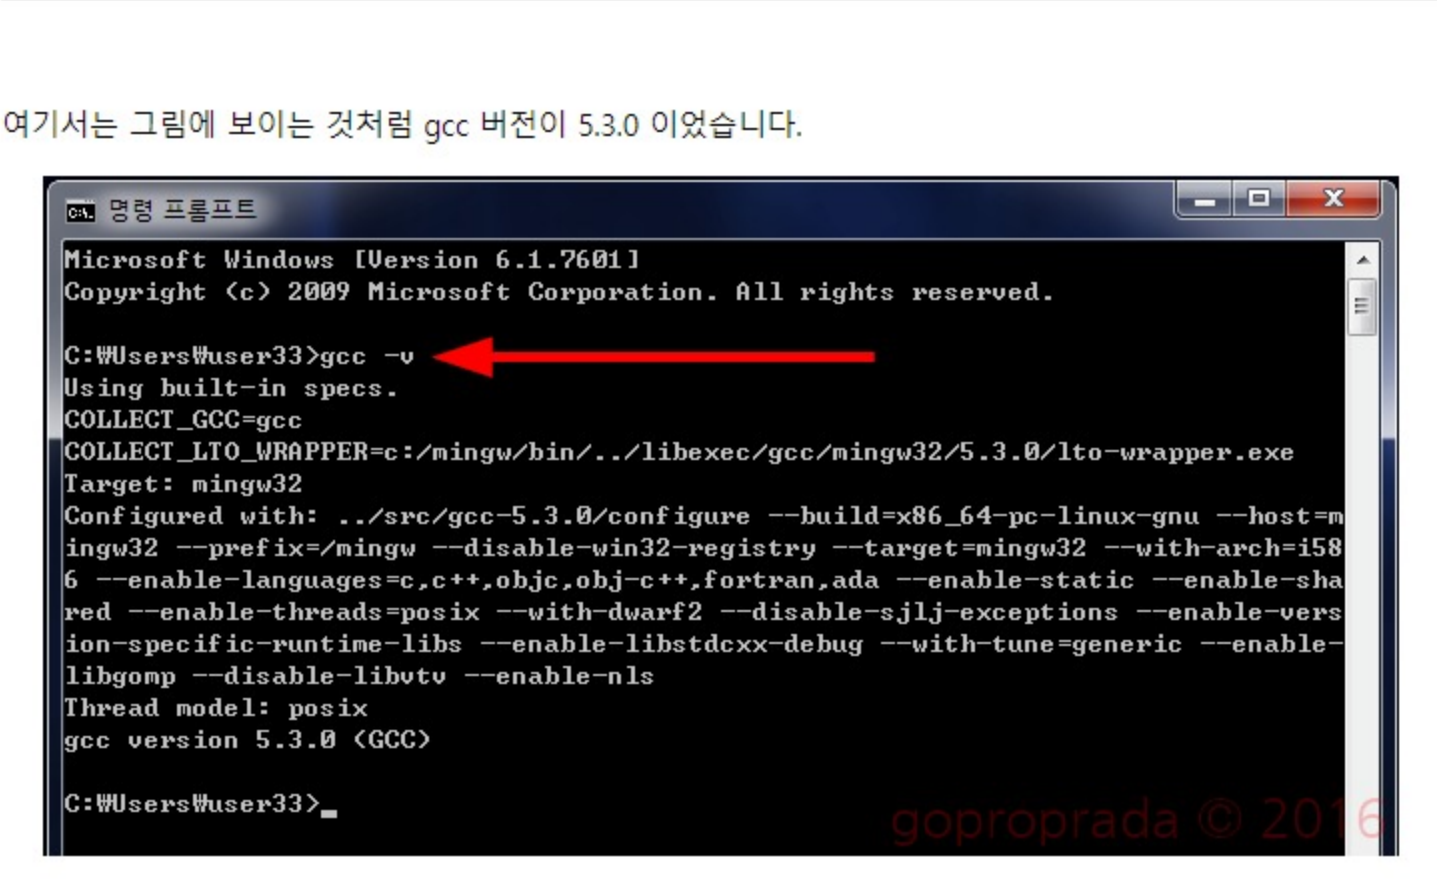 여기서는 그림에 보이는 것처럼 gcc 버전이 5.3.0 이었습니다.
명령 프롬프트
Microsoft Windows [Version 6.1.7601]
Copyright (c) 2009 Microsoft Corporation. All rights reserved.
C:₩Users₩user33>gcc -v
Using built-in specs.
COLLECT_GCC=gcc
COLLECT_LTO_WRAPPER=c:/mingw/bin/../libexec/gcc/mingw32/5.3.0/lto-wrapper.exe
Target: mingw32
Configured with: ../src/gcc-5.3.0/configure --build=x86_64-pc-linux-gnu --host=m
ingw32 --prefix=/mingw --disable-win32-registry --target=mingw32 --with-arch=i58
6 --enable-languages=c,c++,objc,obj-c++,fortran,ada --enable-static --enable-sha
red --enable-threads=posix --with-dwarf2 --disable-sjlj-exceptions --enable-vers
ion-specific-runtime-libs --enable-libstdcxx-debug --with-tune=generic --enable-
libgomp --disable-libvtv --enable-nls
Thread model: posix
gcc version 5.3.0 (GCC)
C:₩Users₩user33>_
goproprada © 2016